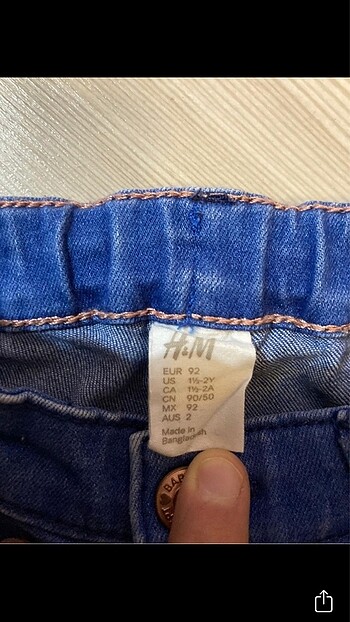 H&M
EUR 92
US 1½-2Y
CA 1½-2A
CN 90/50
MX 92
AUS 2
Made in
Bangladesh